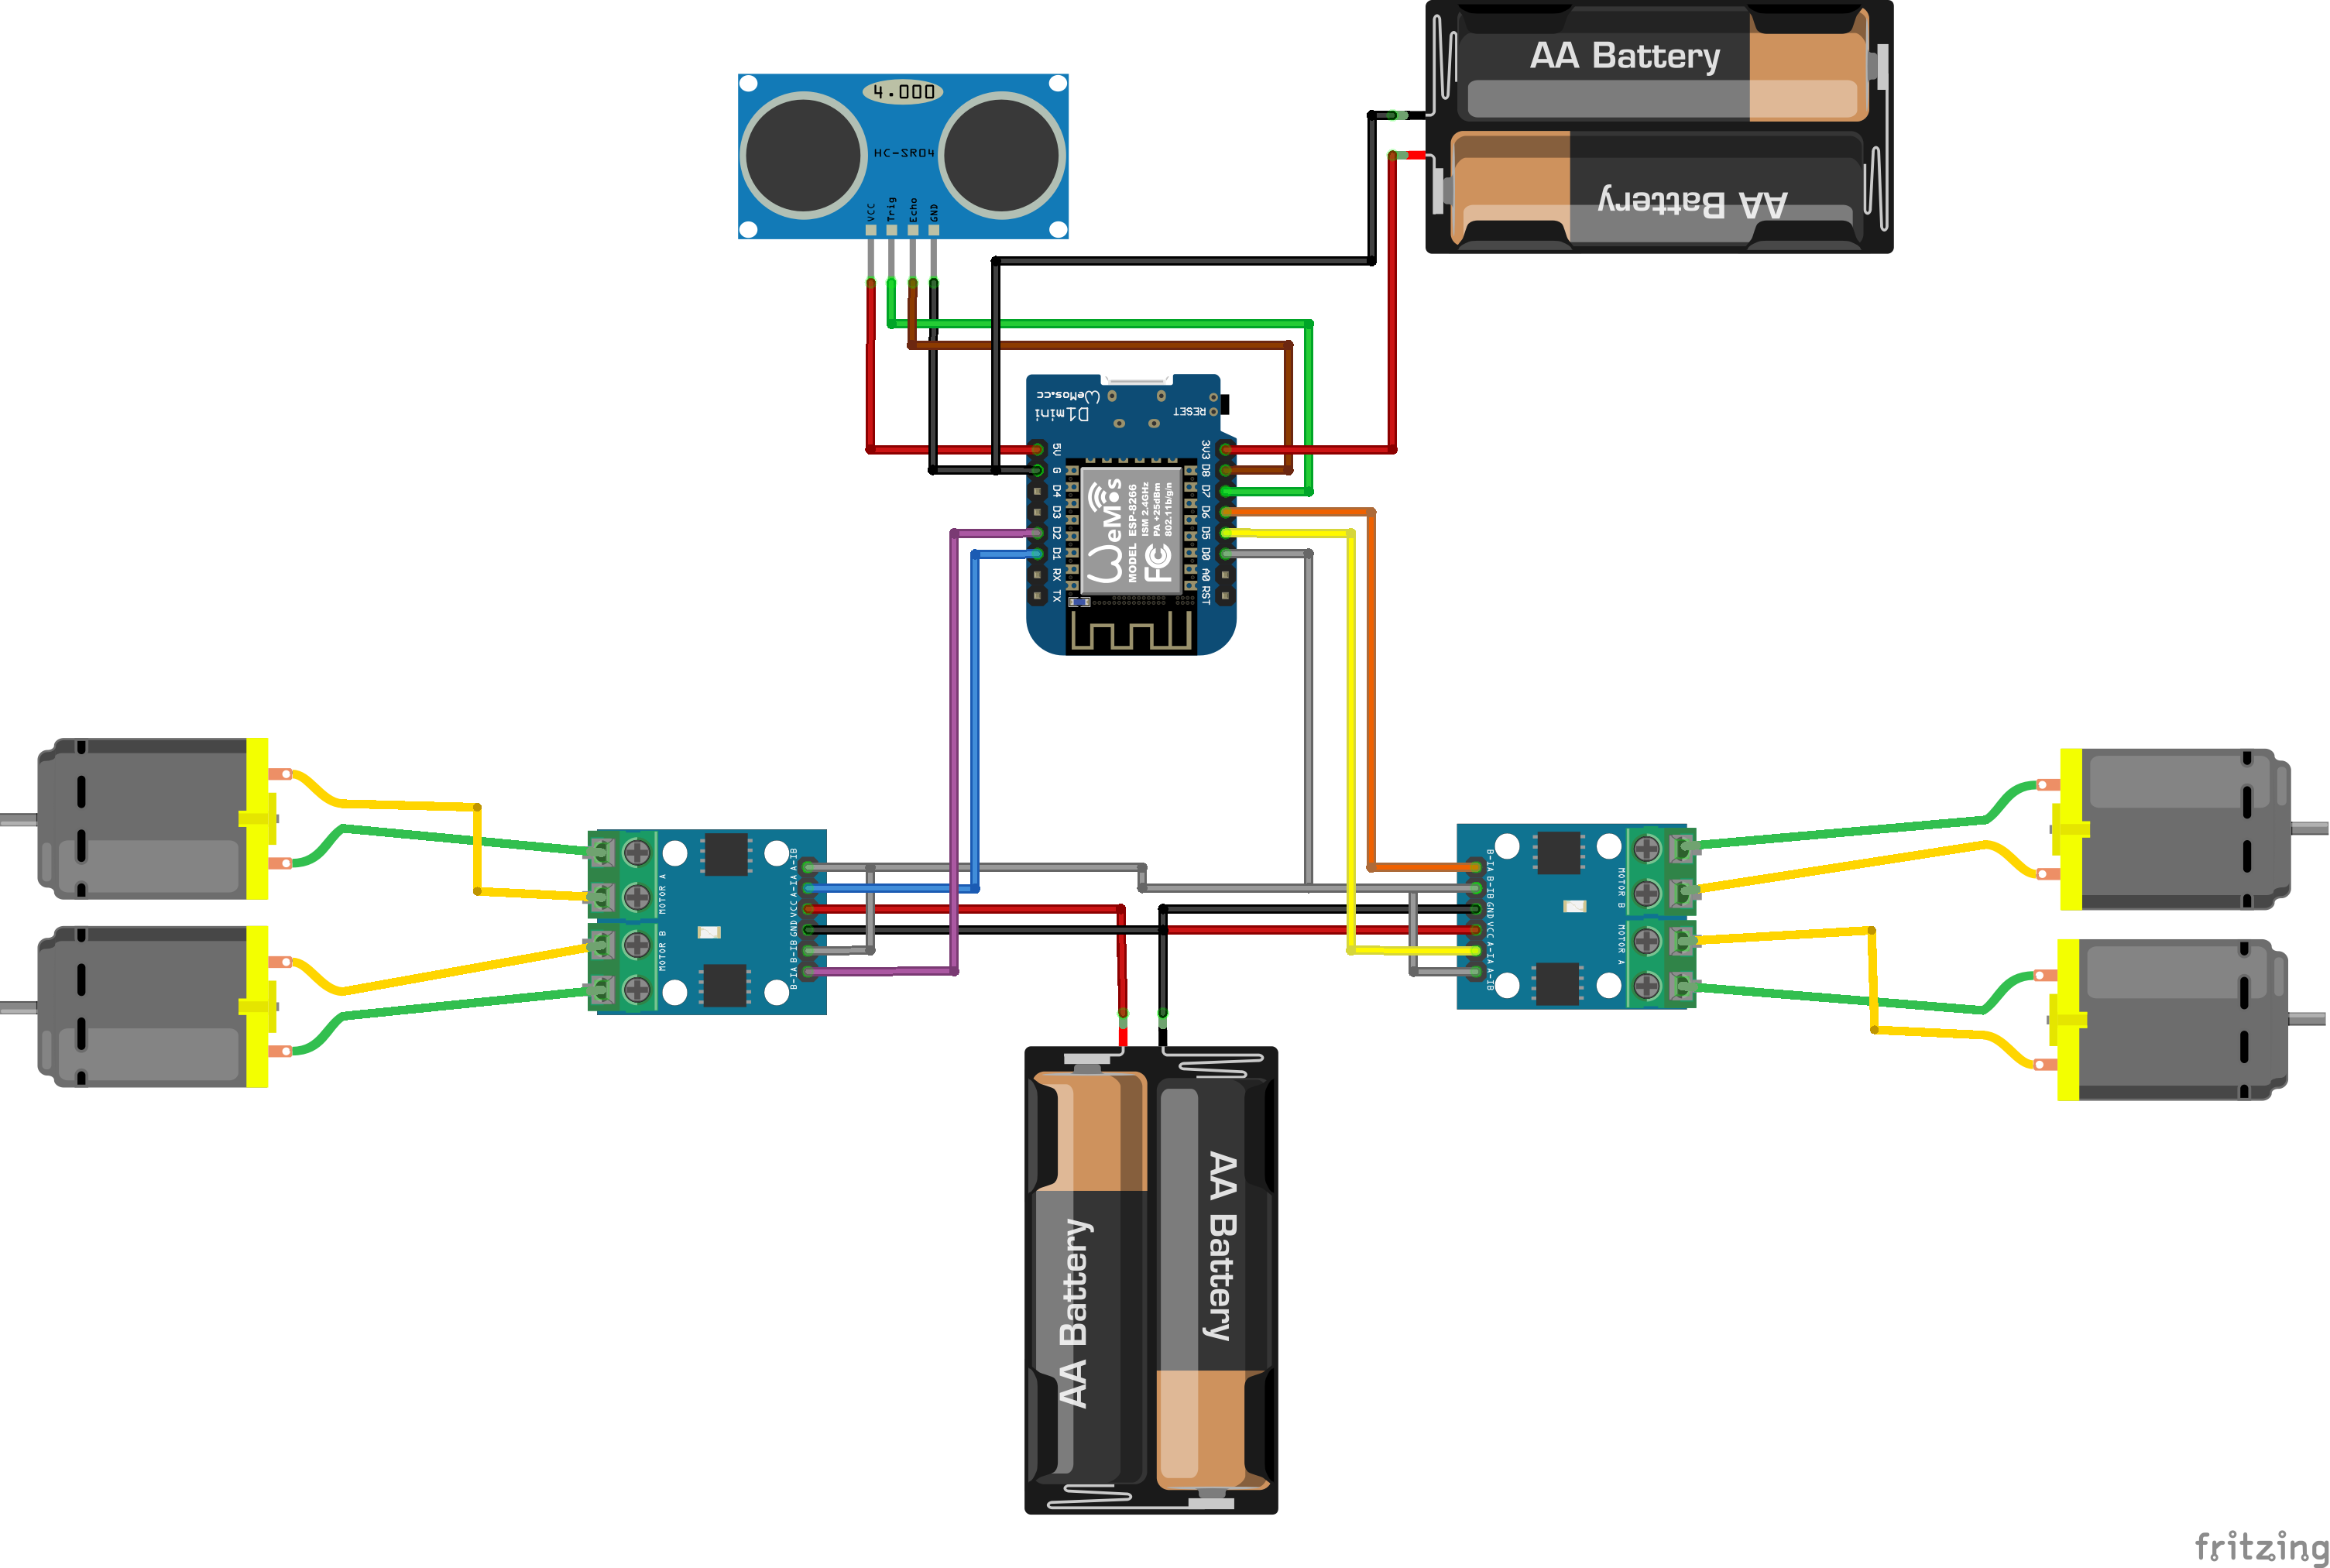 AA Battery
AA Battery
4.000
HC-SR04
VCC
Trig
Echo
GND
WeMos.cc
D1mini
RESET
5V
G
D4
D3
D2
D1
RX
TX
3V3
D8
D7
D6
D5
D0
A0
RST
WeMos
MODEL ESP-8266
ISM 2.4GHz
PA +25dBm
802.11b/g/n
FC
MOTOR A
MOTOR B
A-IB
A-IA
VCC
GND
B-IB
B-IA
B-IA
B-IB
GND
VCC
A-IA
A-IB
MOTOR B
MOTOR A
AA Battery
AA Battery
fritzing